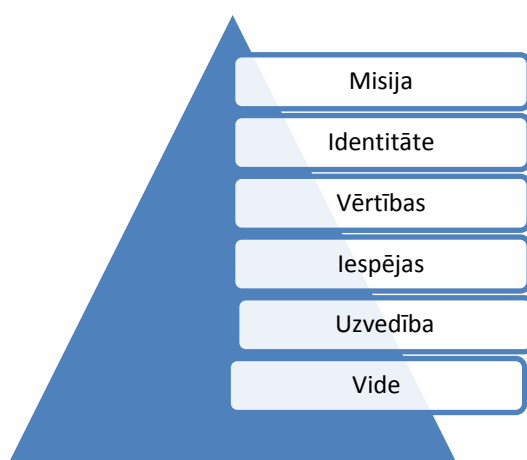 Misija
Identitāte
Vērtības
Iespējas
Uzvedība
Vide